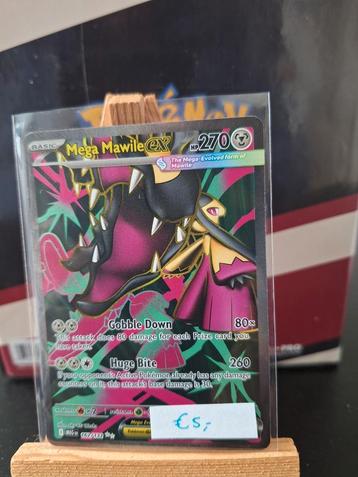 POKÉMON
BASIC
Mega Mawile ex HP 270
The Mega-Evolved form of
Mawile
Gobble Down 80×
This attack does 80 damage for each Prize card you
have taken.
Huge Bite 260
If your opponent's Active Pokémon already has any damage
counters on it, this attack's base damage is 30.
€5,-